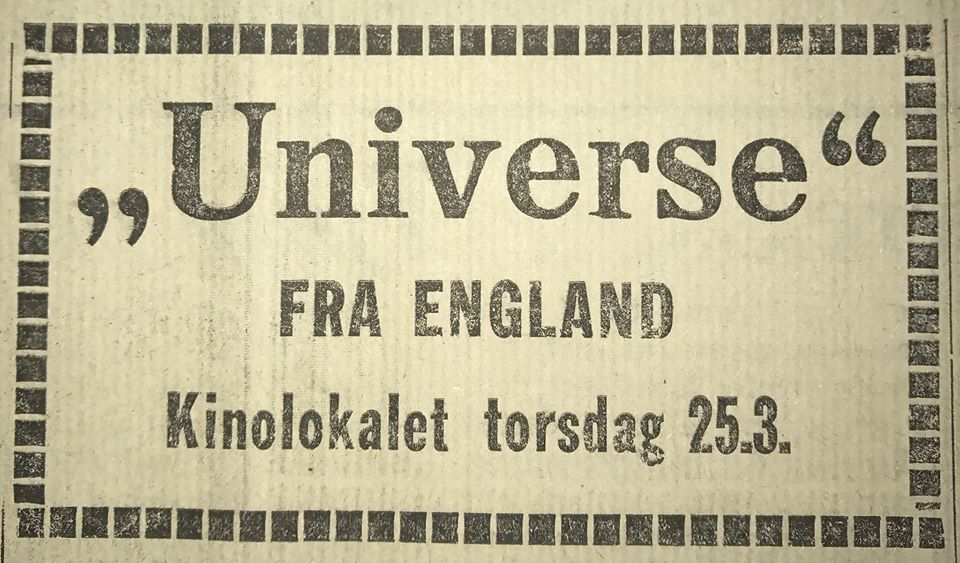 „Universe“
FRA ENGLAND
Kinolokalet torsdag 25.3.